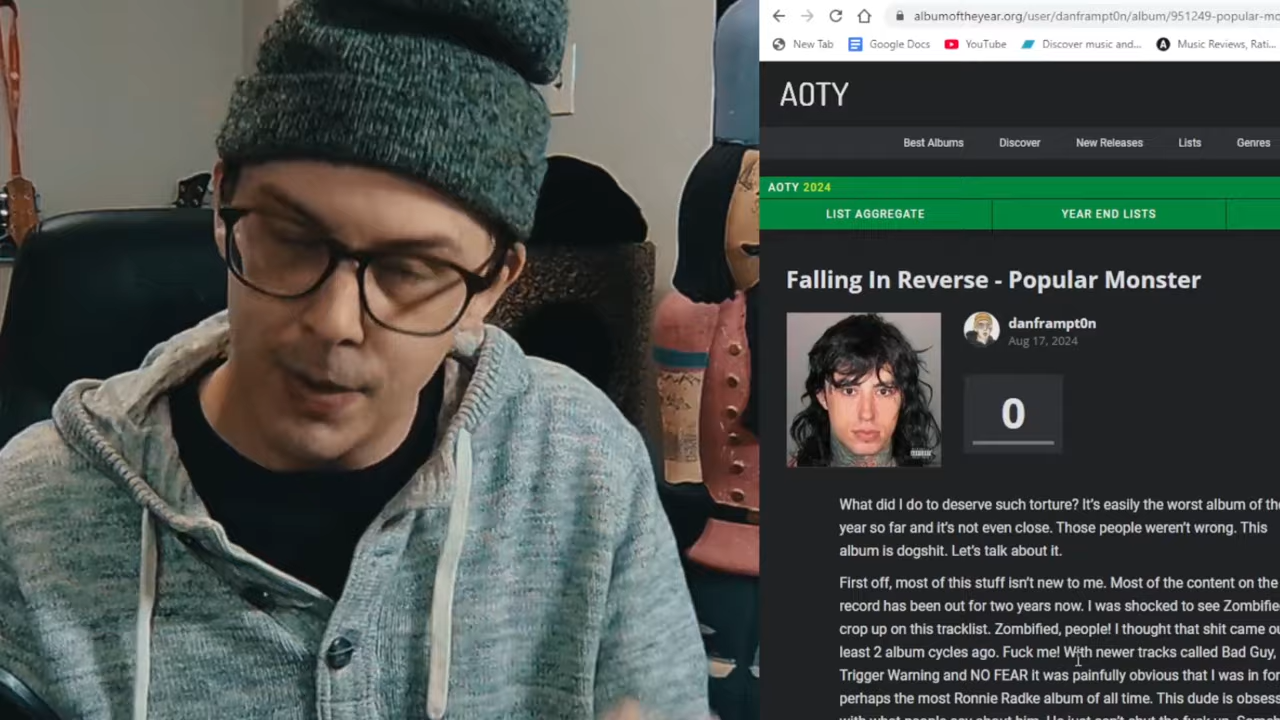 albumoftheyear.org/user/danframpt0n/album/951249-popular-mo
New Tab
Google Docs
YouTube
Discover music and...
Music Reviews, Rati...
AOTY
Best Albums
Discover
New Releases
Lists
Genres
AOTY 2024
LIST AGGREGATE
YEAR END LISTS
Falling In Reverse - Popular Monster
danframpt0n
Aug 17, 2024
0
What did I do to deserve such torture? It's easily the worst album of the
year so far and it's not even close. Those people weren't wrong. This
album is dogshit. Let's talk about it.
First off, most of this stuff isn't new to me. Most of the content on the
record has been out for two years now. I was shocked to see Zombifie
crop up on this tracklist. Zombified, people! I thought that shit came ou
least 2 album cycles ago. Fuck me! With newer tracks called Bad Guy,
Trigger Warning and NO FEAR it was painfully obvious that I was in for
perhaps the most Ronnie Radke album of all time. This dude is obsess